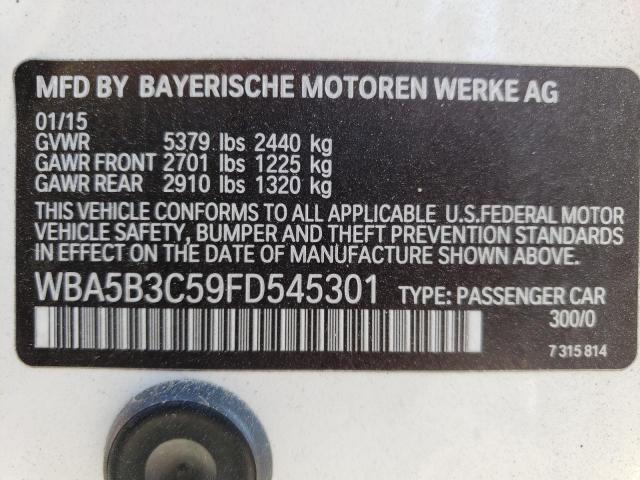 MFD BY BAYERISCHE MOTOREN WERKE AG
01/15
GVWR 5379 lbs 2440 kg
GAWR FRONT 2701 lbs 1225 kg
GAWR REAR 2910 lbs 1320 kg
THIS VEHICLE CONFORMS TO ALL APPLICABLE U.S.FEDERAL MOTOR
VEHICLE SAFETY, BUMPER AND THEFT PREVENTION STANDARDS
IN EFFECT ON THE DATE OF MANUFACTURE SHOWN ABOVE.
WBA5B3C59FD545301 TYPE: PASSENGER CAR
300/0
7 315 814